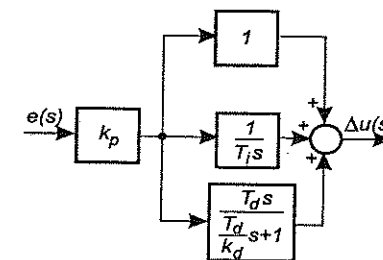 1
+
e(s)
k_p
1
T_i s
+
Δu(s
+
T_d s
T_d
k_d
s+1